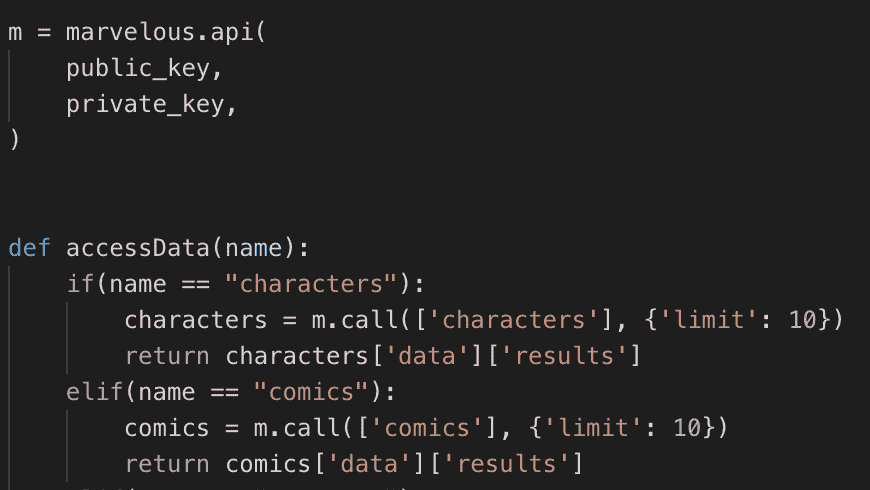 m = marvelous.api(
    public_key,
    private_key,
)
def accessData(name):
    if(name == "characters"):
        characters = m.call(['characters'], {'limit': 10})
        return characters['data']['results']
    elif(name == "comics"):
        comics = m.call(['comics'], {'limit': 10})
        return comics['data']['results']